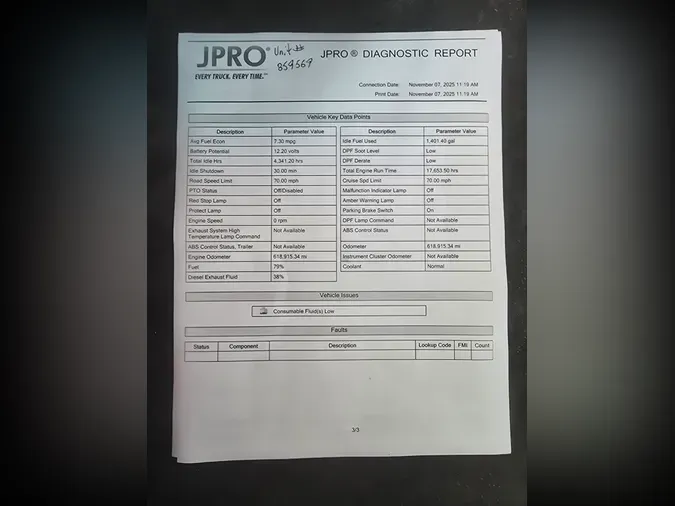 JPRO® Unit #
859569
JPRO® DIAGNOSTIC REPORT
EVERY TRUCK. EVERY TIME.™
Connection Date: November 07, 2025 11:19 AM
Print Date: November 07, 2025 11:19 AM
Vehicle Key Data Points
Description Parameter Value Description Parameter Value
Avg Fuel Econ 7.30 mpg Idle Fuel Used 1,401.40 gal
Battery Potential 12.20 volts DPF Soot Level Low
Total Idle Hrs 4,341.20 hrs DPF Derate Low
Idle Shutdown 30.00 min Total Engine Run Time 17,653.50 hrs
Road Speed Limit 70.00 mph Cruise Spd Limit 70.00 mph
PTO Status Off/Disabled Malfunction Indicator Lamp Off
Red Stop Lamp Off Amber Warning Lamp Off
Protect Lamp Off Parking Brake Switch On
Engine Speed 0 rpm DPF Lamp Command Not Available
Exhaust System High Not Available ABS Control Status Not Available
Temperature Lamp Command
ABS Control Status, Trailer Not Available Odometer 618,915.34 mi
Engine Odometer 618,915.34 mi Instrument Cluster Odometer Not Available
Fuel 79% Coolant Normal
Diesel Exhaust Fluid 38%
Vehicle Issues
Consumable Fluid(s) Low
Faults
Status Component Description Lookup Code FMI Count
3/3